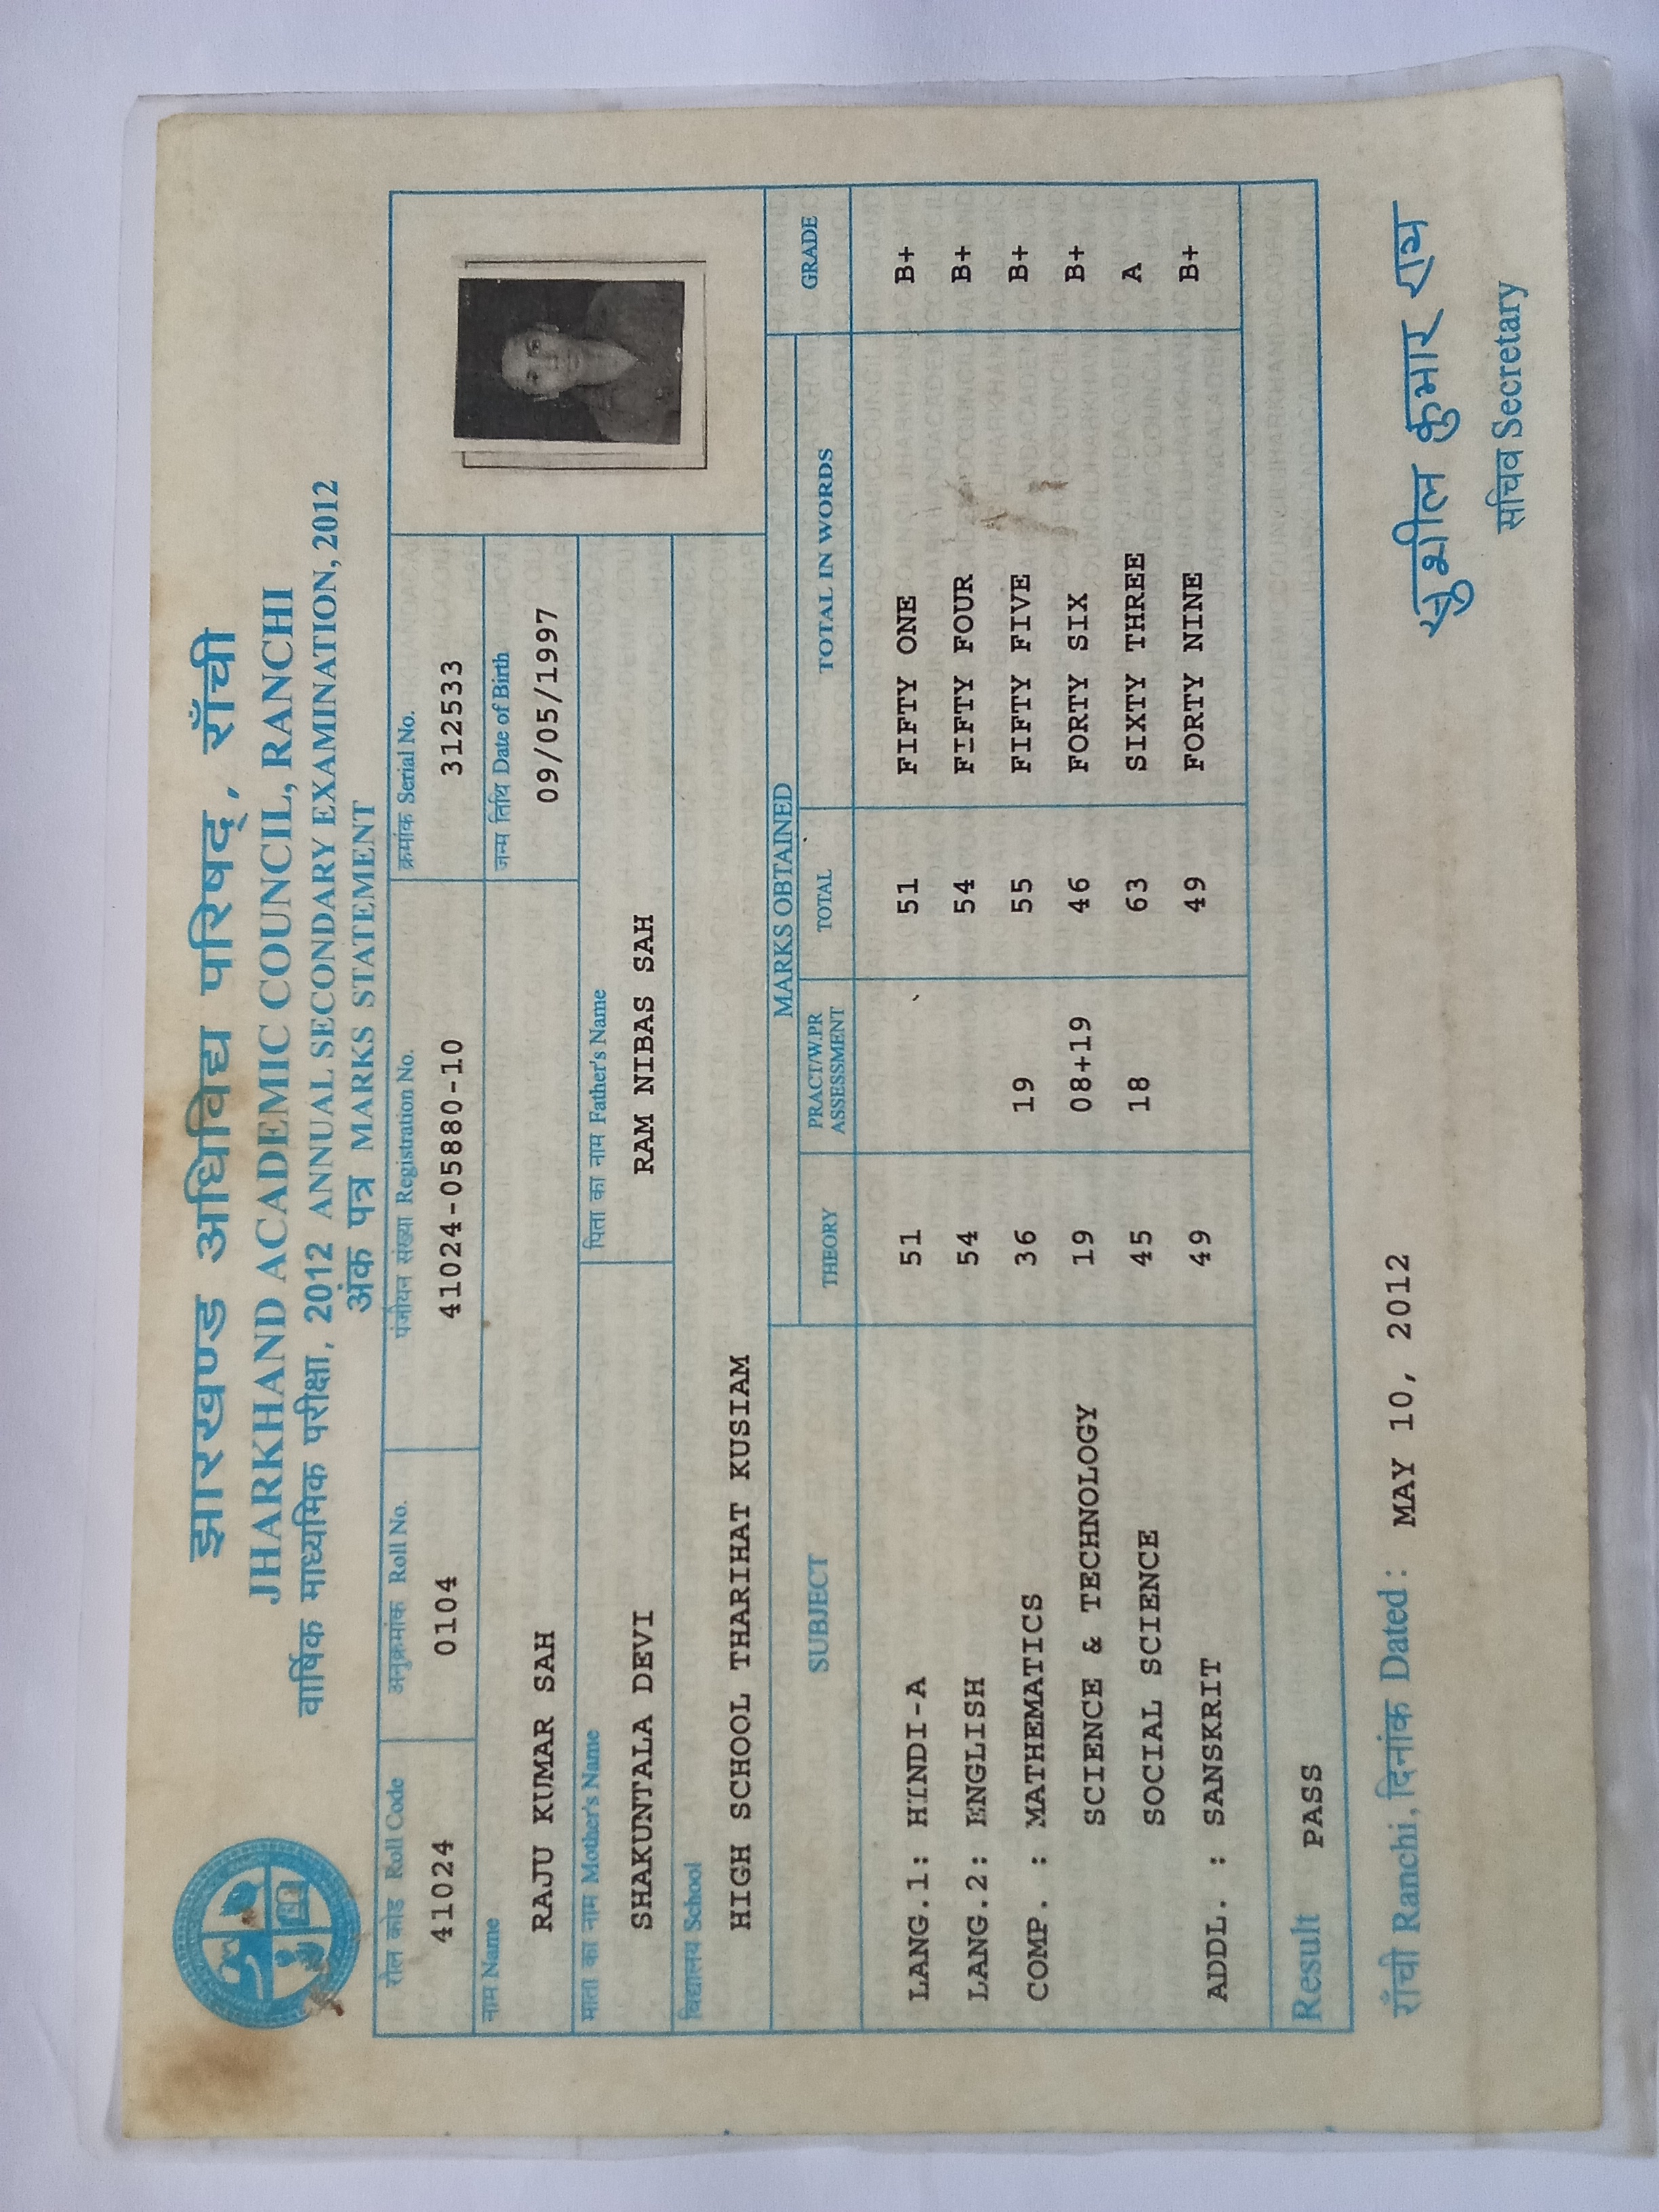 झारखण्ड अधिविद्य परिषद्, राँची
JHARKHAND ACADEMIC COUNCIL, RANCHI
वार्षिक माध्यमिक परीक्षा, 2012 ANNUAL SECONDARY EXAMINATION, 2012
अंक पत्र MARKS STATEMENT
रोल कोड Roll Code अनुक्रमांक Roll No. पंजीयन संख्या Registration No. क्रमांक Serial No.
41024 0104 41024-05880-10 312533
नाम Name जन्म तिथि Date of Birth
RAJU KUMAR SAH 09/05/1997
माता का नाम Mother's Name पिता का नाम Father's Name
SHAKUNTALA DEVI RAM NIBAS SAH
विद्यालय School
HIGH SCHOOL THARIHAT KUSIAM
MARKS OBTAINED
SUBJECT THEORY PRACT/W.PR ASSESSMENT TOTAL TOTAL IN WORDS GRADE
LANG.1: HINDI-A 51 51 FIFTY ONE B+
LANG.2: ENGLISH 54 54 FIFTY FOUR B+
COMP. : MATHEMATICS 36 19 55 FIFTY FIVE B+
SCIENCE & TECHNOLOGY 19 08+19 46 FORTY SIX B+
SOCIAL SCIENCE 45 18 63 SIXTY THREE A
ADDL. : SANSKRIT 49 49 FORTY NINE B+
Result PASS
राँची Ranchi, दिनांक Dated: MAY 10, 2012
सुशील कुमार राय
सचिव Secretary